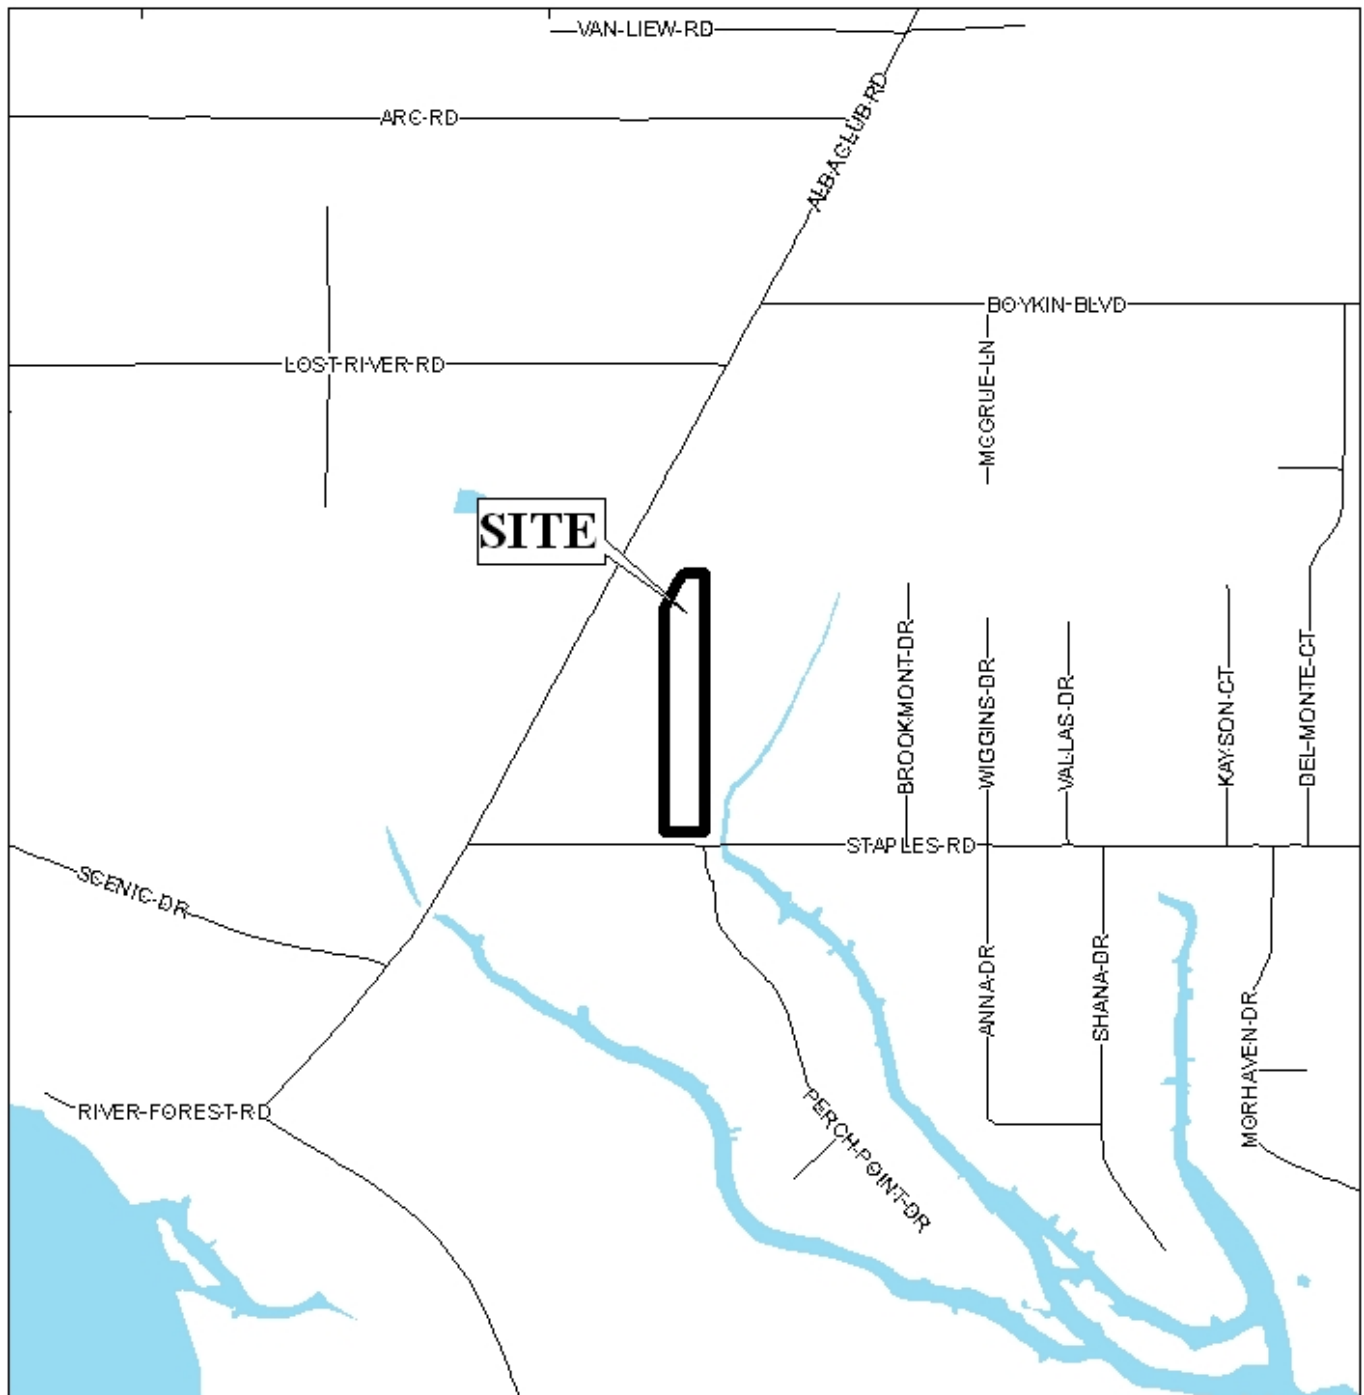 VAN-LIEW-RD
ARC-RD
ALBACLUB-RD
BOYKIN-BLVD
LOST-RIVER-RD
MCGRUE-LN
SITE
BROOKMONT-DR
WIGGINS-DR
VALLAS-DR
KAYSON-CT
DEL-MONTE-CT
STAPLES-RD
SCENIC-DR
ANNA-DR
SHANA-DR
MORHAVEN-DR
RIVER-FOREST-RD
PERCH-POINT-DR